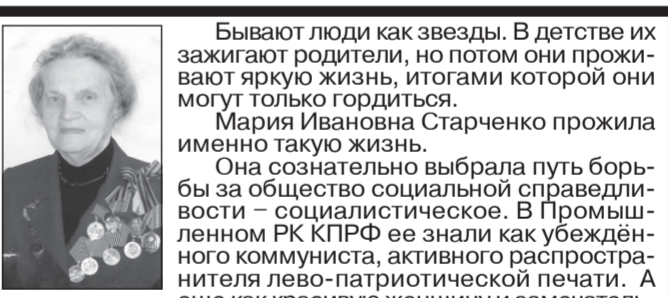 Бывают люди как звезды. В детстве их
зажигают родители, но потом они прожи-
вают яркую жизнь, итогами которой они
могут только гордиться.
Мария Ивановна Старченко прожила
именно такую жизнь.
Она сознательно выбрала путь борь-
бы за общество социальной справедли-
вости – социалистическое. В Промыш-
ленном РК КПРФ ее знали как убеждён-
ного коммуниста, активного распростра-
нителя лево-патриотической печати. А